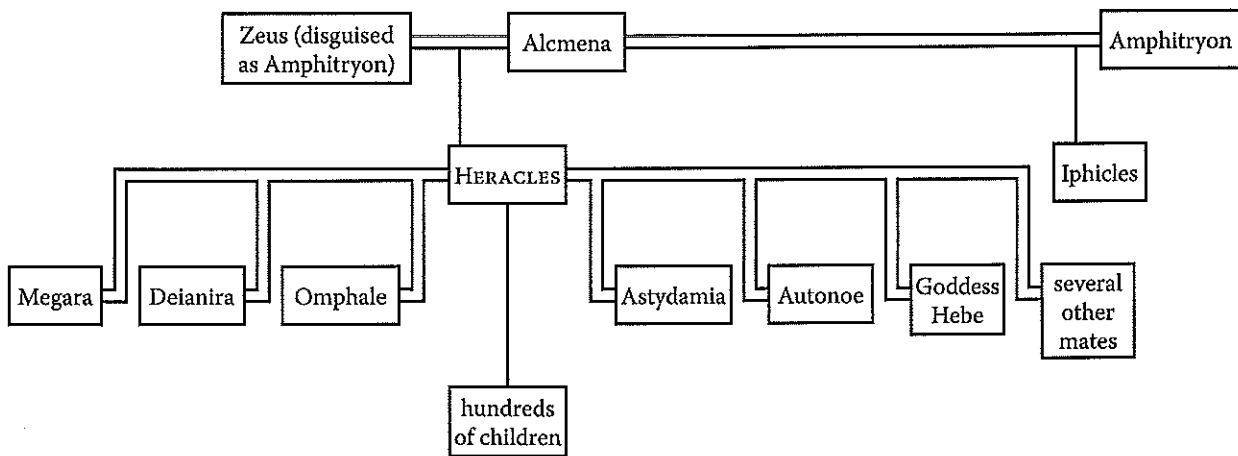 Zeus (disguised
as Amphitryon)
Alcmena
Amphitryon
HERACLES
Iphicles
Megara
Deianira
Omphale
Astydamia
Autonoe
Goddess
Hebe
several
other
mates
hundreds
of children